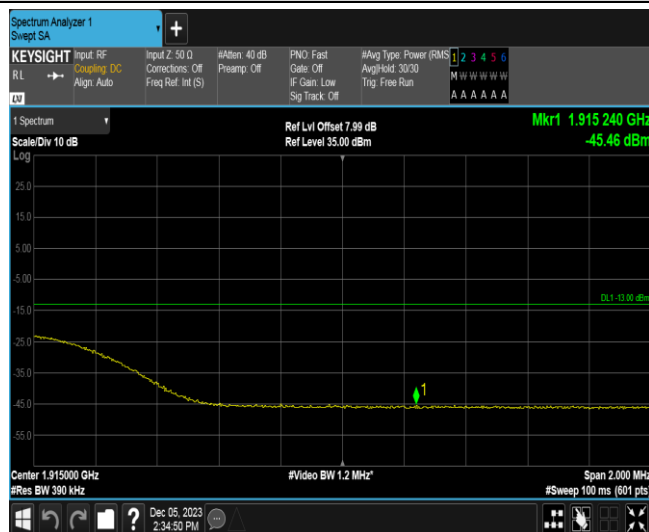 Spectrum Analyzer 1
Swept SA
+
KEYSIGHT Input: RF Input Z: 50 Ω #Atten: 40 dB PNO: Fast #Avg Type: Power (RMS 1 2 3 4 5 6
RL Coupling: DC Corrections: Off Preamp: Off Gate: Off Avg|Hold: 30/30 M W W W W W
Align: Auto Freq Ref: Int (S) IF Gain: Low Trig: Free Run
LXI Sig Track: Off A A A A A A
1 Spectrum Ref Lvl Offset 7.99 dB Mkr1 1.915 240 GHz
Scale/Div 10 dB Ref Level 35.00 dBm -45.46 dBm
Log
25.0
15.0
5.00
-5.00
DL1 -13.00 dBm
-15.0
-25.0
-35.0
1
-45.0
-55.0
Center 1.915000 GHz #Video BW 1.2 MHz* Span 2.000 MHz
#Res BW 390 kHz #Sweep 100 ms (601 pts)
? Dec 05, 2023
2:34:50 PM